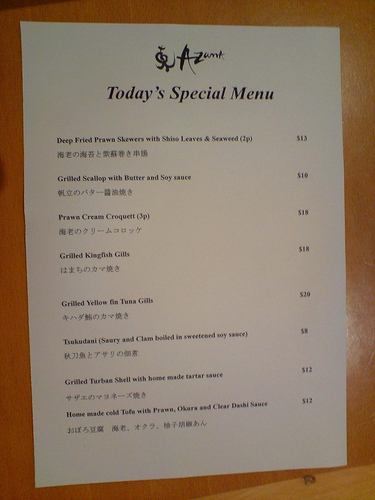 東 Azuma
Today's Special Menu
Deep Fried Prawn Skewers with Shiso Leaves & Seaweed (2p) $13
海老の海苔と紫蘇巻き串揚
Grilled Scallop with Butter and Soy sauce $10
帆立のバター醤油焼き
Prawn Cream Croquett (3p) $18
海老のクリームコロッケ
Grilled Kingfish Gills $18
はまちのカマ焼き
Grilled Yellow fin Tuna Gills $20
キハダ鮪のカマ焼き
Tsukudani (Saury and Clam boiled in sweetened soy sauce) $8
秋刀魚とアサリの佃煮
Grilled Turban Shell with home made tartar sauce $12
サザエのマヨネーズ焼き
Home made cold Tofu with Prawn, Okura and Clear Dashi Sauce $12
おぼろ豆腐 海老、オクラ、柚子胡椒あん